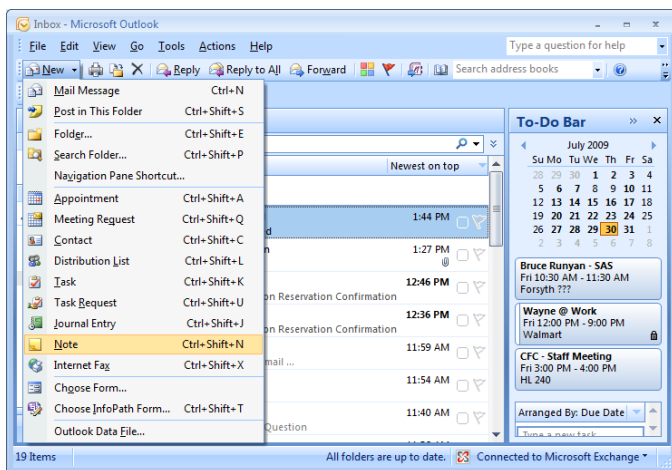 Inbox - Microsoft Outlook
File Edit View Go Tools Actions Help
Type a question for help
New Reply Reply to All Forward Search address books
Mail Message Ctrl+N
Post in This Folder Ctrl+Shift+S
Folder... Ctrl+Shift+E
Search Folder... Ctrl+Shift+P
Navigation Pane Shortcut...
Appointment Ctrl+Shift+A
Meeting Request Ctrl+Shift+Q
Contact Ctrl+Shift+C
Distribution List Ctrl+Shift+L
Task Ctrl+Shift+K
Task Request Ctrl+Shift+U
Journal Entry Ctrl+Shift+J
Note Ctrl+Shift+N
Internet Fax Ctrl+Shift+X
Choose Form...
Choose InfoPath Form... Ctrl+Shift+T
Outlook Data File...
Newest on top
1:44 PM
d
1:27 PM
n
12:46 PM
on Reservation Confirmation
12:36 PM
on Reservation Confirmation
11:59 AM
mail ...
11:54 AM
11:40 AM
Question
To-Do Bar
July 2009
Su Mo Tu We Th Fr Sa
28 29 30 1 2 3 4
5 6 7 8 9 10 11
12 13 14 15 16 17 18
19 20 21 22 23 24 25
26 27 28 29 30 31 1
2 3 4 5 6 7 8
Bruce Runyan - SAS
Fri 10:30 AM - 11:30 AM
Forsyth ???
Wayne @ Work
Fri 12:00 PM - 9:00 PM
Walmart
CFC - Staff Meeting
Fri 3:00 PM - 4:00 PM
HL 240
Arranged By: Due Date
Type a new task
19 Items
All folders are up to date. Connected to Microsoft Exchange